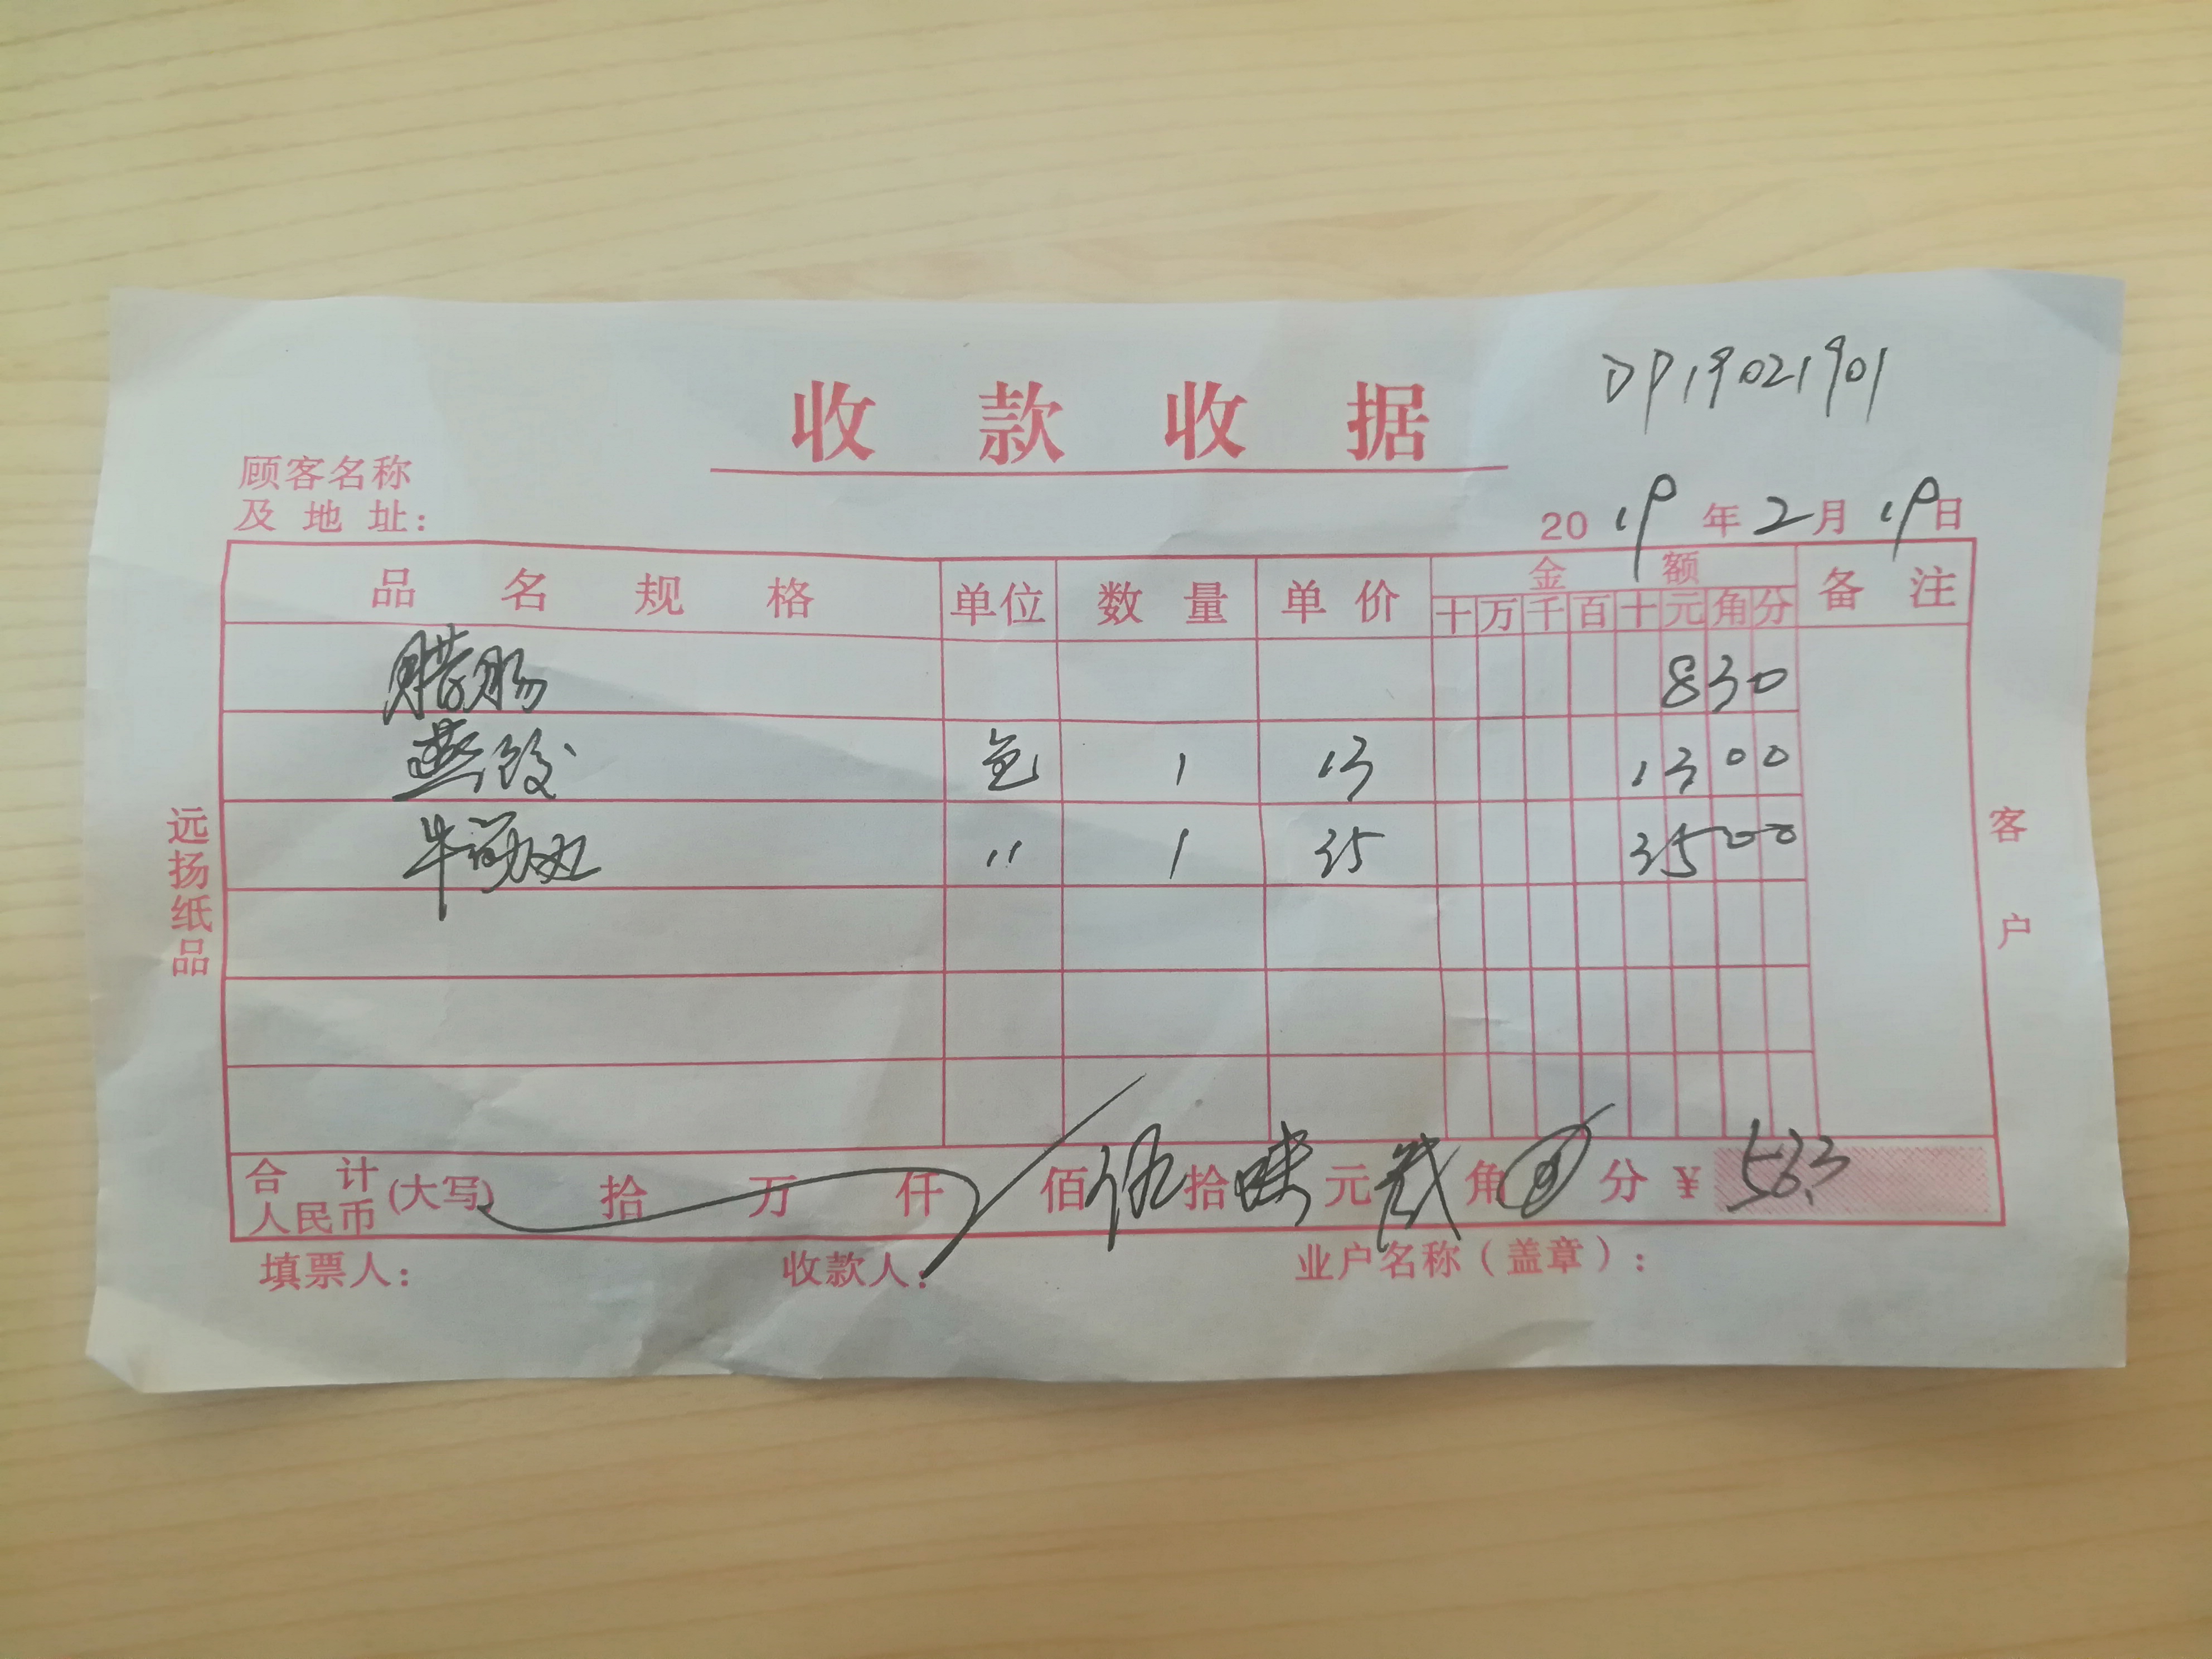 DP19021901
收款收据
顾客名称
及地址：
2019年2月19日
品名规格 单位 数量 单价 金额 备注
十 万 千 百 十 元 角 分
腊肠 8 3 0
蒸饺 包 1 13 1 3 0 0
牛筋丸 〃 1 35 3 5 0 0
远扬纸品
客户
合计
人民币(大写) 拾 万 仟 佰 伍 拾 元 角 分 ¥ 56.3
填票人： 收款人： 业户名称（盖章）：